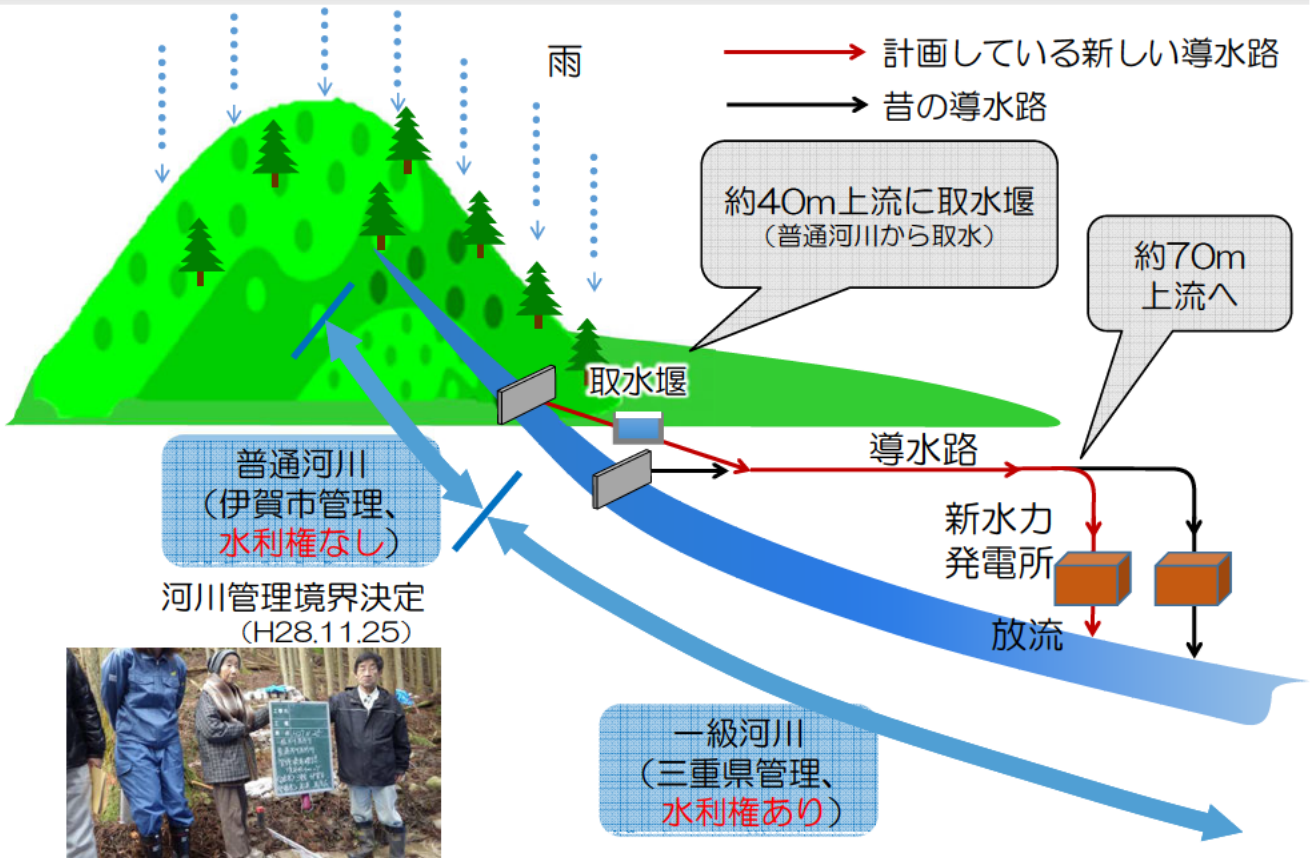 雨
計画している新しい導水路
昔の導水路
約40m上流に取水堰
（普通河川から取水）
約70m
上流へ
取水堰
導水路
普通河川
（伊賀市管理、
水利権なし）
新水力
発電所
河川管理境界決定
（H28.11.25）
放流
一級河川
（三重県管理、
水利権あり）